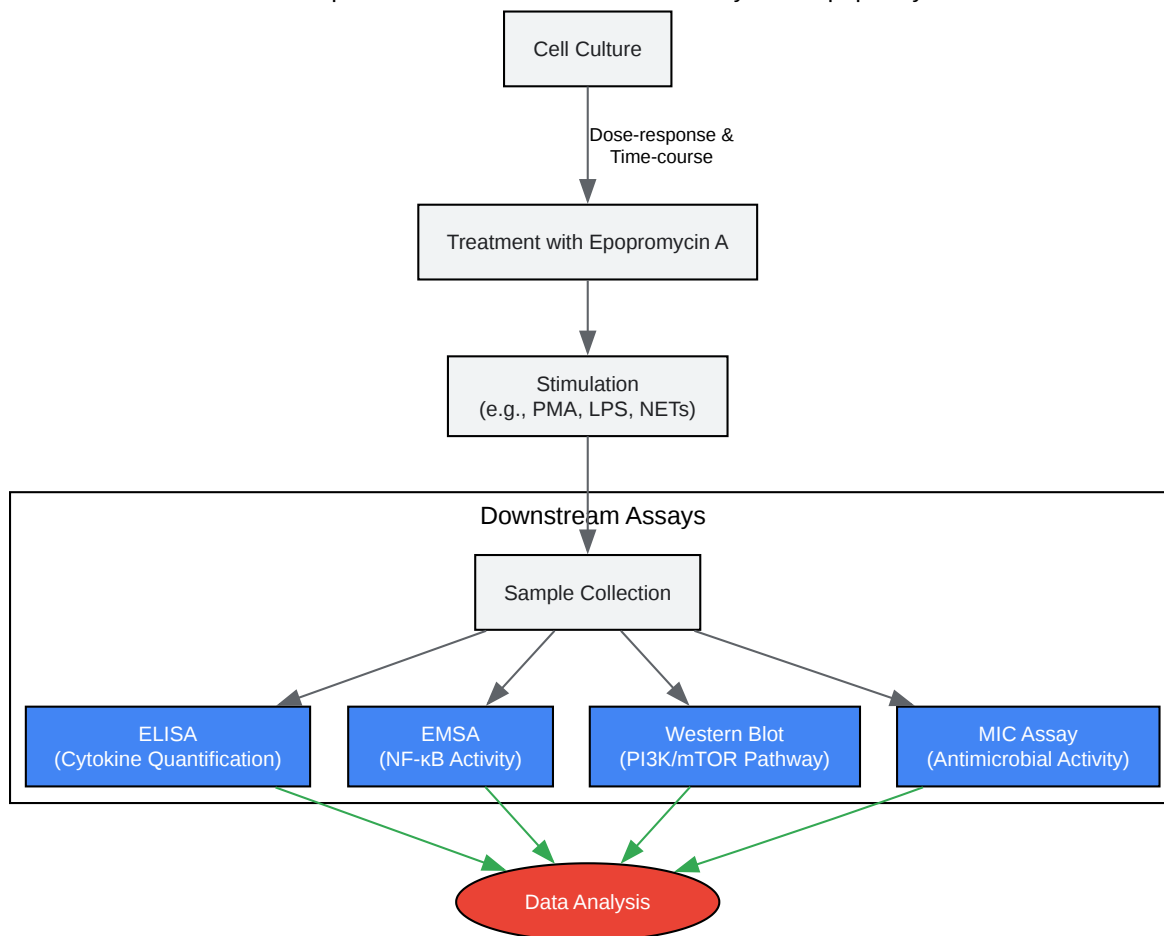 Cell Culture
Dose-response &
Time-course
Treatment with Epopromycin A
Stimulation
(e.g., PMA, LPS, NETs)
Downstream Assays
Sample Collection
ELISA
(Cytokine Quantification)
EMSA
(NF-κB Activity)
Western Blot
(PI3K/mTOR Pathway)
MIC Assay
(Antimicrobial Activity)
Data Analysis